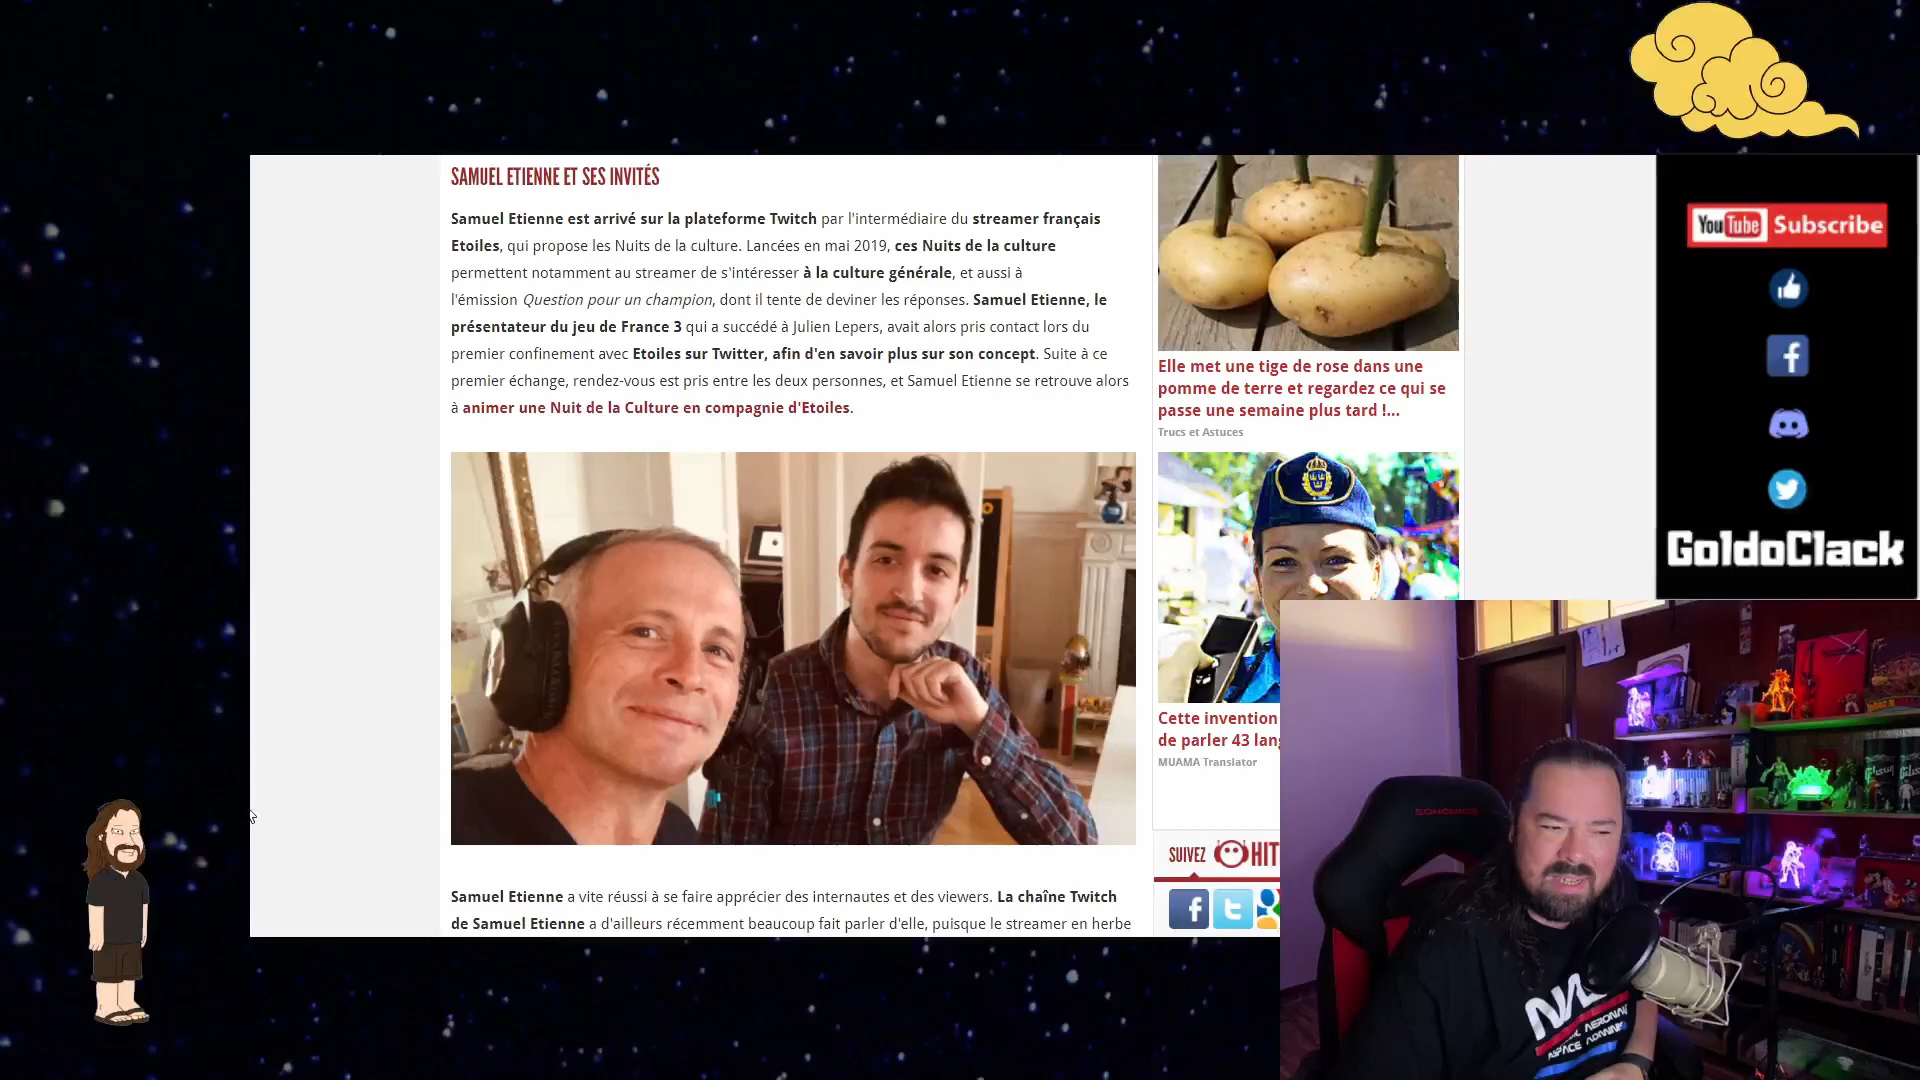 SAMUEL ETIENNE ET SES INVITÉS
Samuel Etienne est arrivé sur la plateforme Twitch par l'intermédiaire du streamer français
Etoiles, qui propose les Nuits de la culture. Lancées en mai 2019, ces Nuits de la culture
permettent notamment au streamer de s'intéresser à la culture générale, et aussi à
l'émission Question pour un champion, dont il tente de deviner les réponses. Samuel Etienne, le
présentateur du jeu de France 3 qui a succédé à Julien Lepers, avait alors pris contact lors du
premier confinement avec Etoiles sur Twitter, afin d'en savoir plus sur son concept. Suite à ce
premier échange, rendez-vous est pris entre les deux personnes, et Samuel Etienne se retrouve alors
à animer une Nuit de la Culture en compagnie d'Etoiles.
Samuel Etienne a vite réussi à se faire apprécier des internautes et des viewers. La chaîne Twitch
de Samuel Etienne a d'ailleurs récemment beaucoup fait parler d'elle, puisque le streamer en herbe
Elle met une tige de rose dans une
pomme de terre et regardez ce qui se
passe une semaine plus tard !...
Trucs et Astuces
Cette invention
de parler 43
MUAMA Translator
SUIVEZ HIT
YouTube Subscribe
GoldoClack